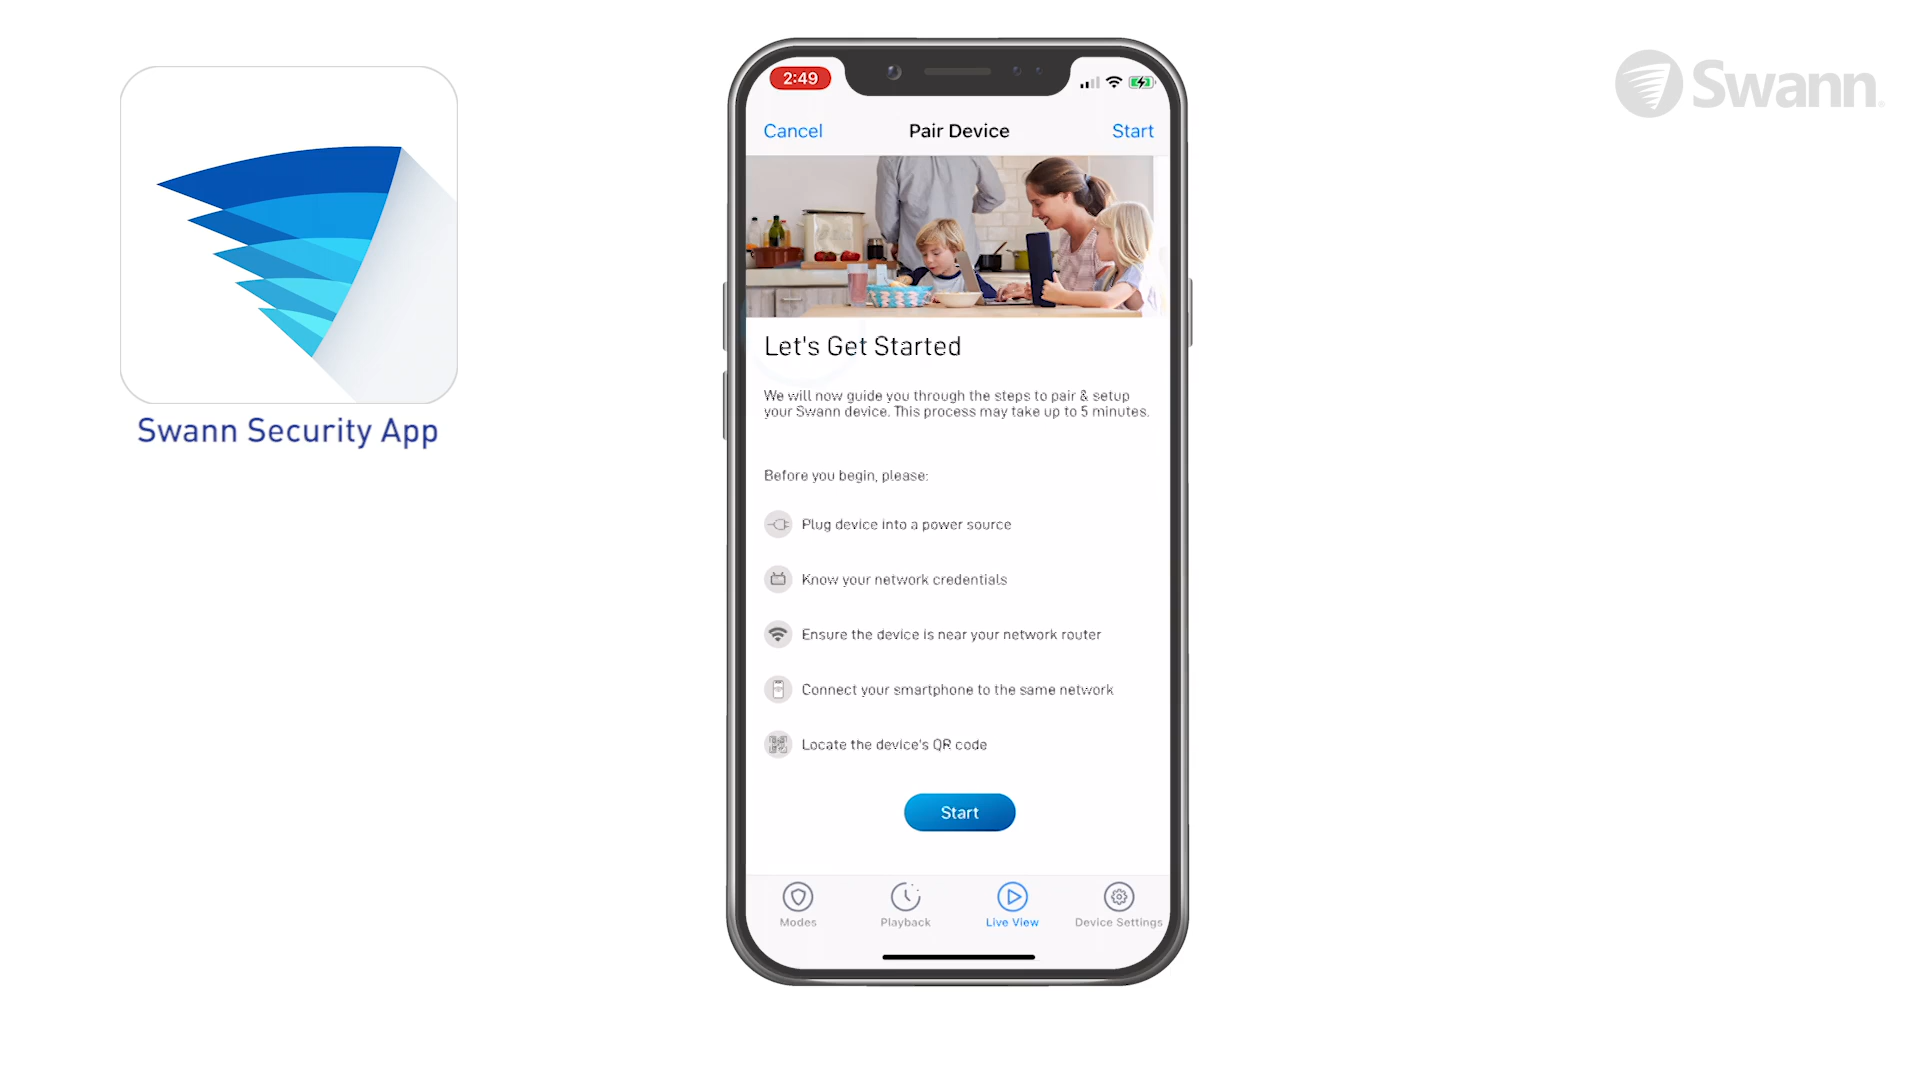 Swann
2:49
Cancel
Pair Device
Start
Let's Get Started
We will now guide you through the steps to pair & setup
your Swann device. This process may take up to 5 minutes.
Before you begin, please:
Plug device into a power source
Know your network credentials
Ensure the device is near your network router
Connect your smartphone to the same network
Locate the device's QR code
Start
Modes
Playback
Live View
Device Settings
Swann Security App